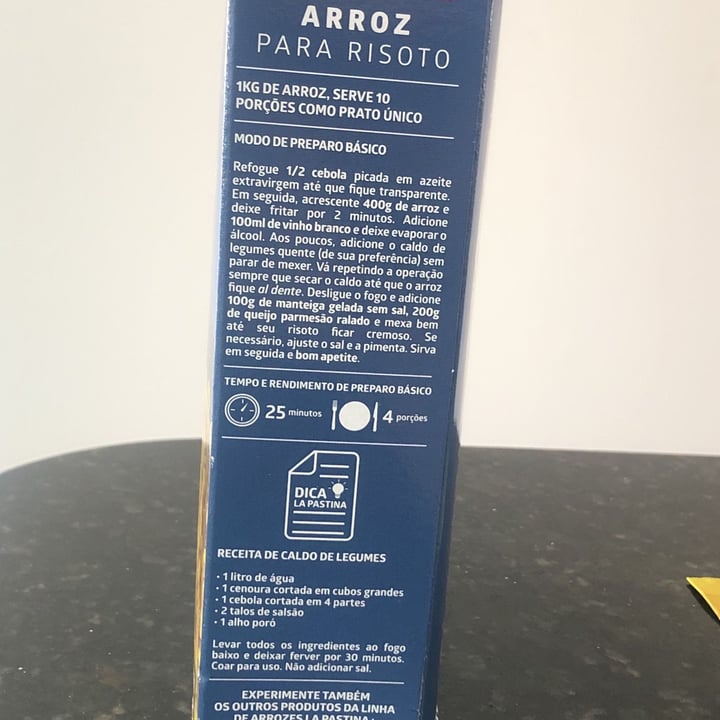 ARROZ
PARA RISOTO
1KG DE ARROZ, SERVE 10
PORÇÕES COMO PRATO ÚNICO
MODO DE PREPARO BÁSICO
Refogue 1/2 cebola picada em azeite
extravirgem até que fique transparente.
Em seguida, acrescente 400g de arroz e
deixe fritar por 2 minutos. Adicione
100ml de vinho branco e deixe evaporar o
álcool. Aos poucos, adicione o caldo de
legumes quente (de sua preferência) sem
parar de mexer. Vá repetindo a operação
sempre que secar o caldo até que o arroz
fique al dente. Desligue o fogo e adicione
100g de manteiga gelada sem sal, 200g
de queijo parmesão ralado e mexa bem
até seu risoto ficar cremoso. Se
necessário, ajuste o sal e a pimenta. Sirva
em seguida e bom apetite.
TEMPO E RENDIMENTO DE PREPARO BÁSICO
25 minutos 4 porções
DICA
LA PASTINA
RECEITA DE CALDO DE LEGUMES
• 1 litro de água
• 1 cenoura cortada em cubos grandes
• 1 cebola cortada em 4 partes
• 2 talos de salsão
• 1 alho poró
Levar todos os ingredientes ao fogo
baixo e deixar ferver por 30 minutos.
Coar para uso. Não adicionar sal.
EXPERIMENTE TAMBÉM
OS OUTROS PRODUTOS DA LINHA
DE ARROZES LA PASTINA: